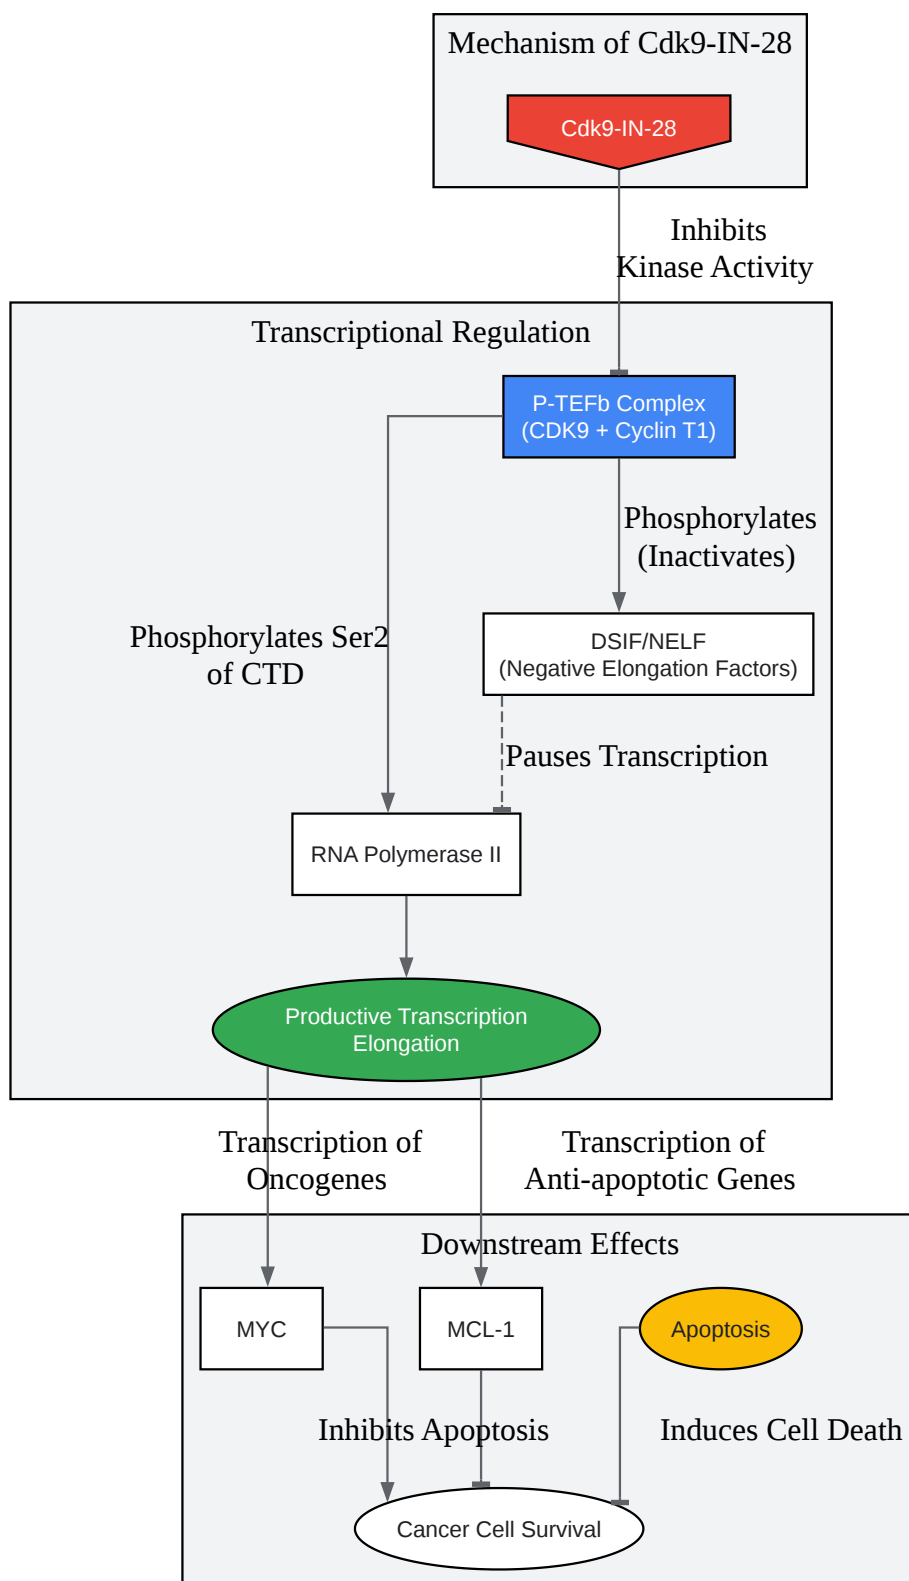 Mechanism of Cdk9-IN-28
Cdk9-IN-28
Inhibits
Kinase Activity
Transcriptional Regulation
P-TEFb Complex
(CDK9 + Cyclin T1)
Phosphorylates
(Inactivates)
Phosphorylates Ser2
of CTD
DSIF/NELF
(Negative Elongation Factors)
Pauses Transcription
RNA Polymerase II
Productive Transcription
Elongation
Transcription of
Oncogenes
Transcription of
Anti-apoptotic Genes
Downstream Effects
MYC
MCL-1
Apoptosis
Inhibits Apoptosis
Induces Cell Death
Cancer Cell Survival